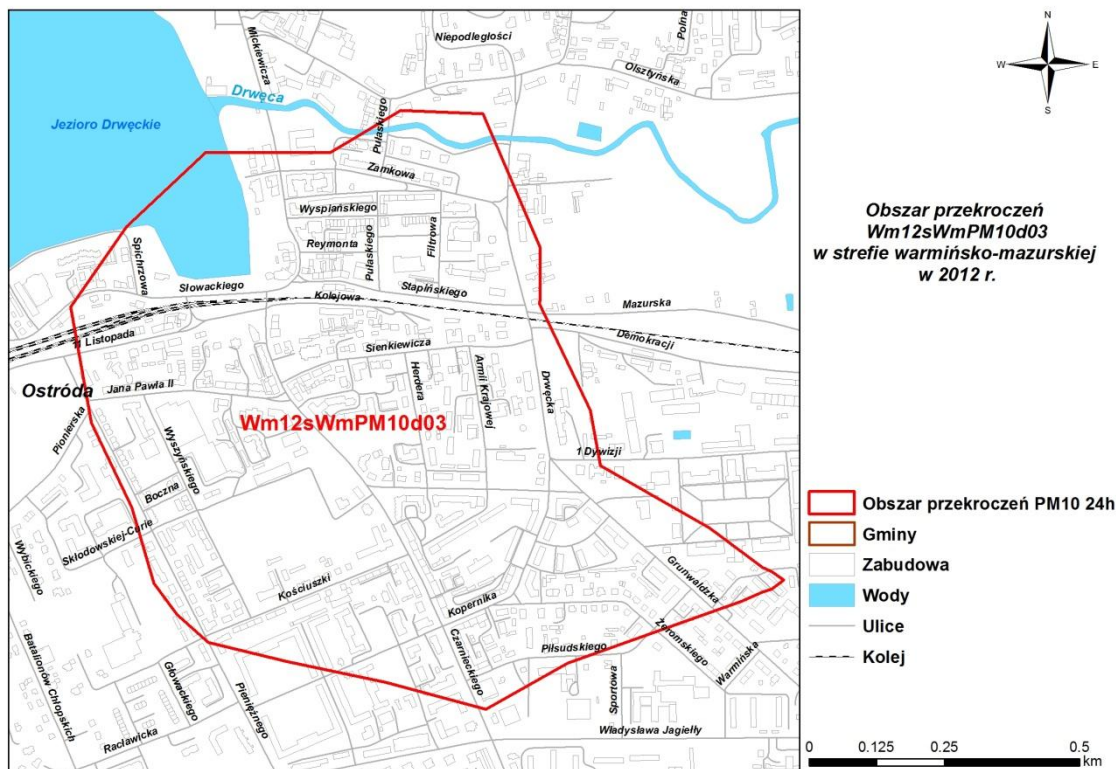 Mickiewicza
Niepodległości
Polna
Olsztyńska
Drwęca
Jezioro Drwęckie
Pułaskiego
Zamkowa
Wyspiańskiego
Reymonta
Pułaskiego
Filtrowa
Spichrzowa
Słowackiego
Stapińskiego
Kolejowa
Mazurska
11 Listopada
Sienkiewicza
Demokracji
Herdera
Armii Krajowej
Drwęcka
Ostróda
Jana Pawła II
Wm12sWmPM10d03
Pionierska
Wyszyńskiego
1 Dywizji
Boczna
Skłodowskiej-Curie
Wybickiego
Kościuszki
Kopernika
Grunwaldzka
Żeromskiego
Czarnieckiego
Piłsudskiego
Warmińska
Batalionów Chłopskich
Głowackiego
Pieniężnego
Sportowa
Racławicka
Władysława Jagiełły
N
W
E
S
Obszar przekroczeń
Wm12sWmPM10d03
w strefie warmińsko-mazurskiej
w 2012 r.
Obszar przekroczeń PM10 24h
Gminy
Zabudowa
Wody
Ulice
Kolej
0 0.125 0.25 0.5
km